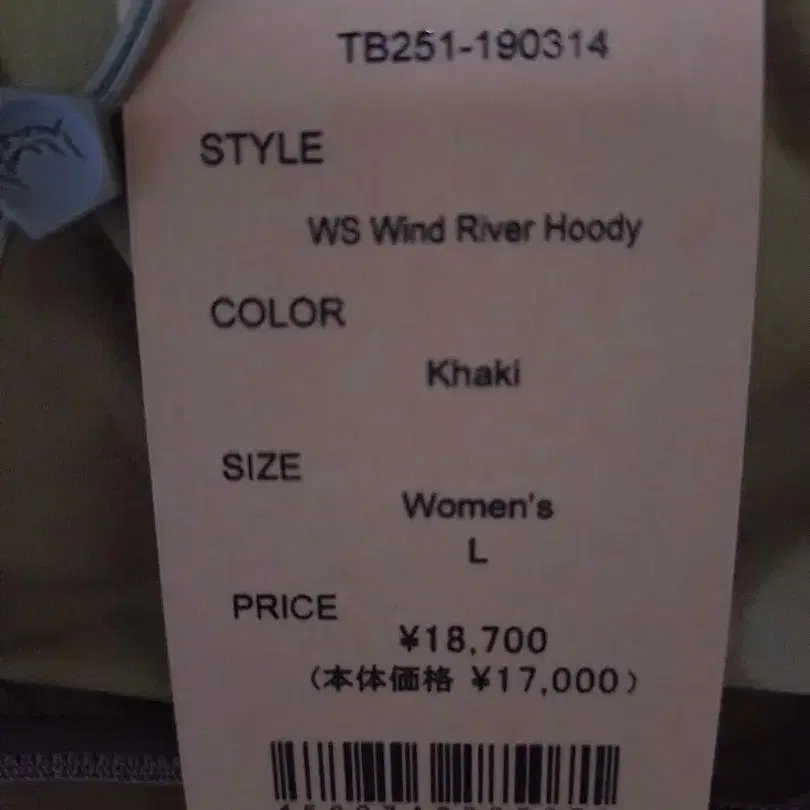 TB251-190314
STYLE
WS Wind River Hoody
COLOR
Khaki
SIZE
Women's
L
PRICE
¥18,700
(本体価格 ¥17,000)